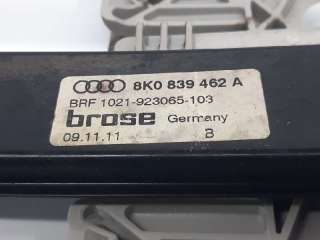 8K0 839 462 A
BRF 1021-923065-103
brose Germany
09.11.11 B